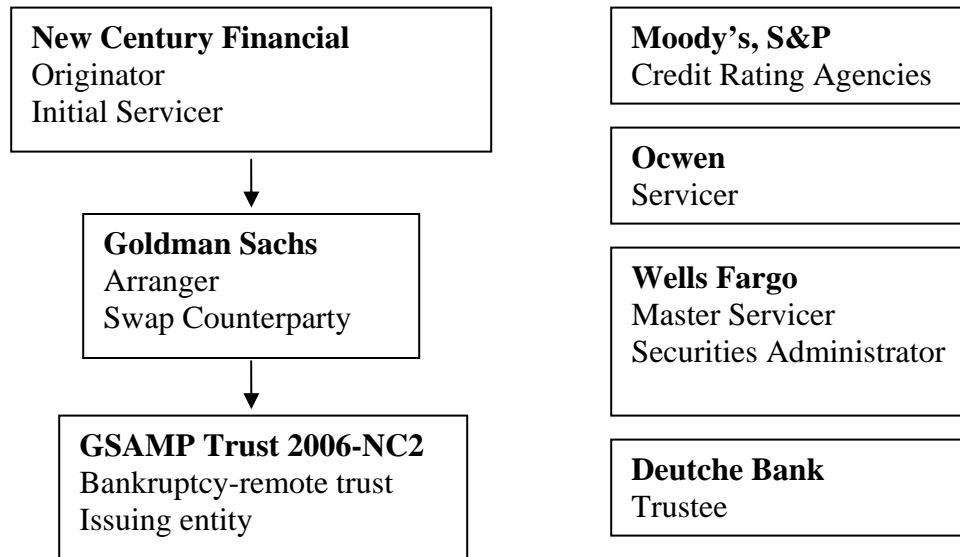 New Century Financial
Originator
Initial Servicer
Goldman Sachs
Arranger
Swap Counterparty
GSAMP Trust 2006-NC2
Bankruptcy-remote trust
Issuing entity
Moody’s, S&P
Credit Rating Agencies
Ocwen
Servicer
Wells Fargo
Master Servicer
Securities Administrator
Deutche Bank
Trustee